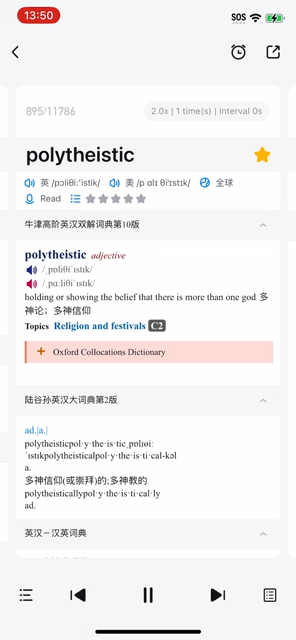 13:50
SOS
895/11786
2.0x | 1 time(s) | Interval 0s
polytheistic
英 /pɒliθiːˈistik/ 美 /p ɑlɪ θiˈɪstɪk/ 全球
Read
牛津高阶英汉双解词典第10版
polytheistic adjective
/ˌpɒliθiˈɪstɪk/
/ˌpɑːliθiˈɪstɪk/
holding or showing the belief that there is more than one god 多
神论；多神信仰
Topics Religion and festivals C2
+ Oxford Collocations Dictionary
陆谷孙英汉大词典第2版
ad.|a.|
polytheisticpol·y·the·is·tic͵pɒlɪθiː
ˈɪstɪkpolytheisticalpol·y·the·is·ti·cal-kəl
a.
多神信仰(或崇拜)的;多神教的
polytheisticallypol·y·the·is·ti·cal·ly
ad.
英汉－汉英词典